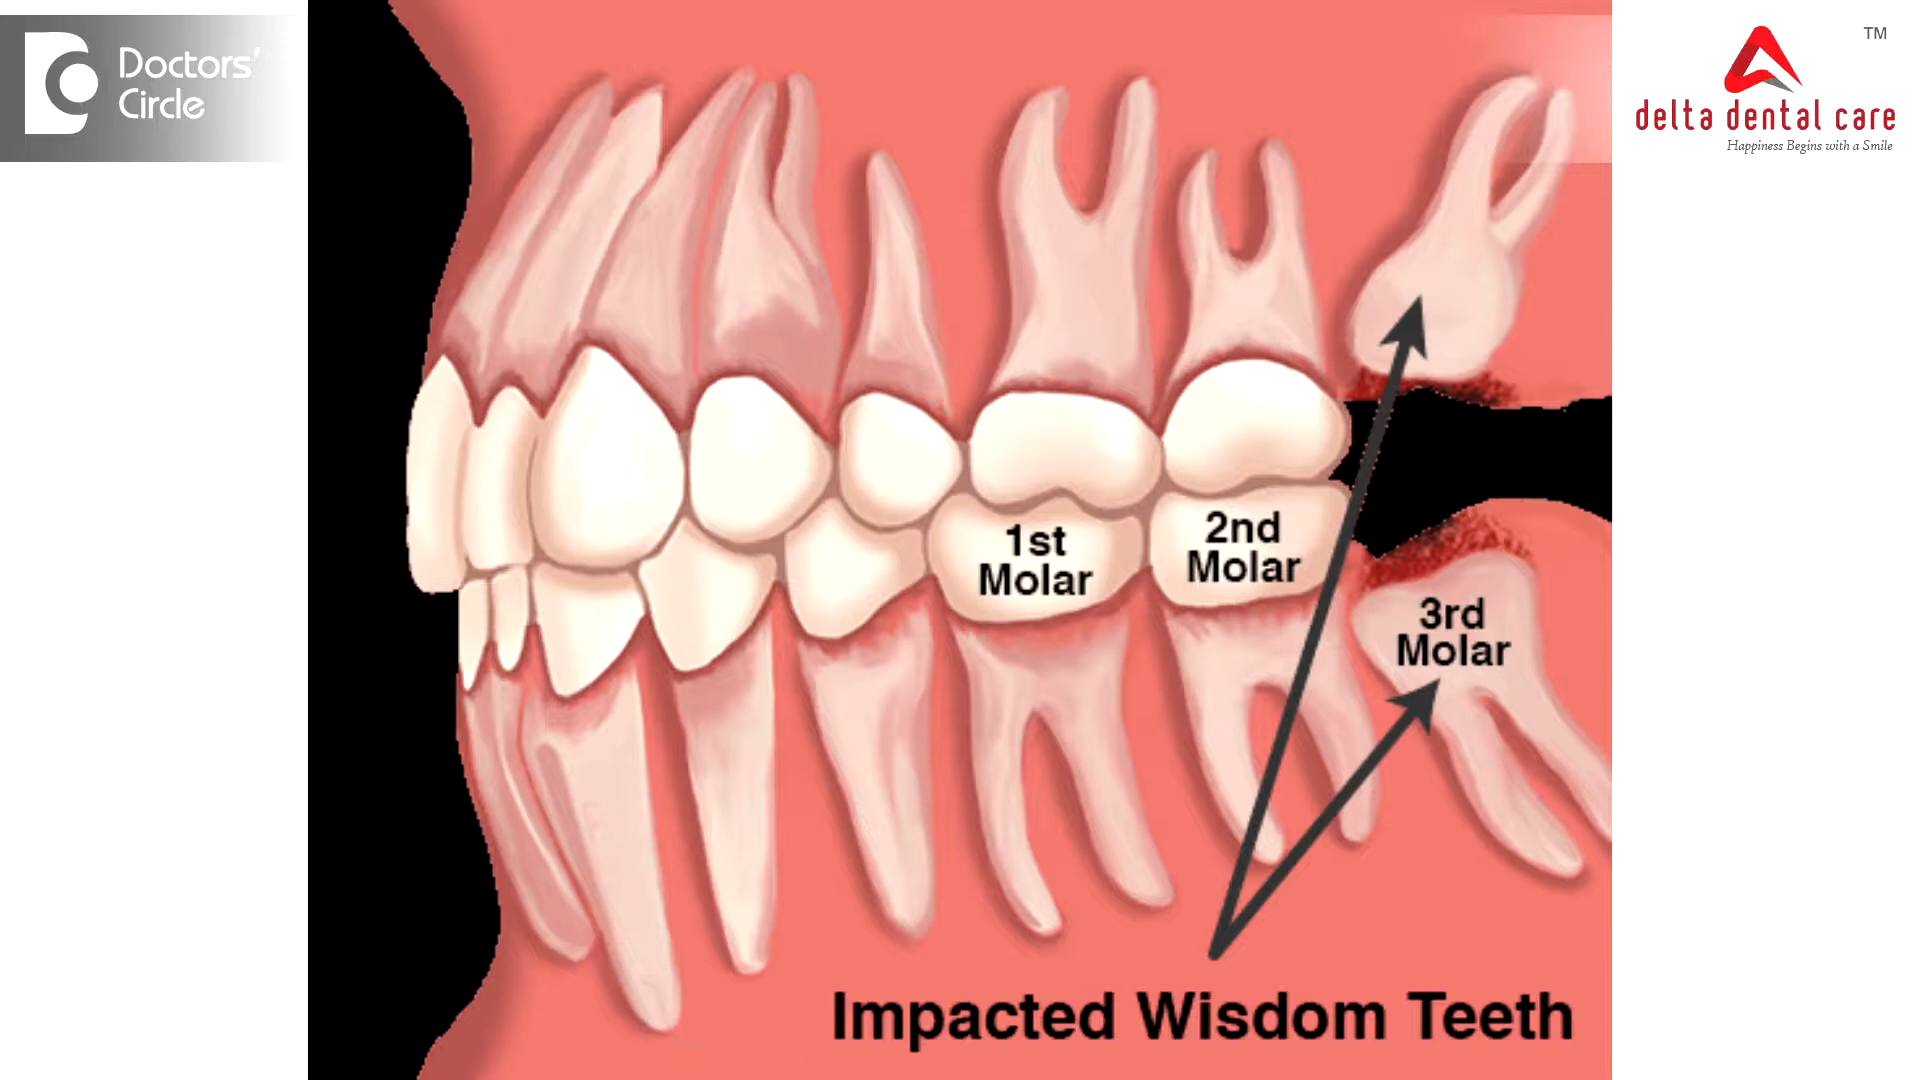 Doctors'
Circle
TM
delta dental care
Happiness Begins with a Smile
1st
Molar
2nd
Molar
3rd
Molar
Impacted Wisdom Teeth